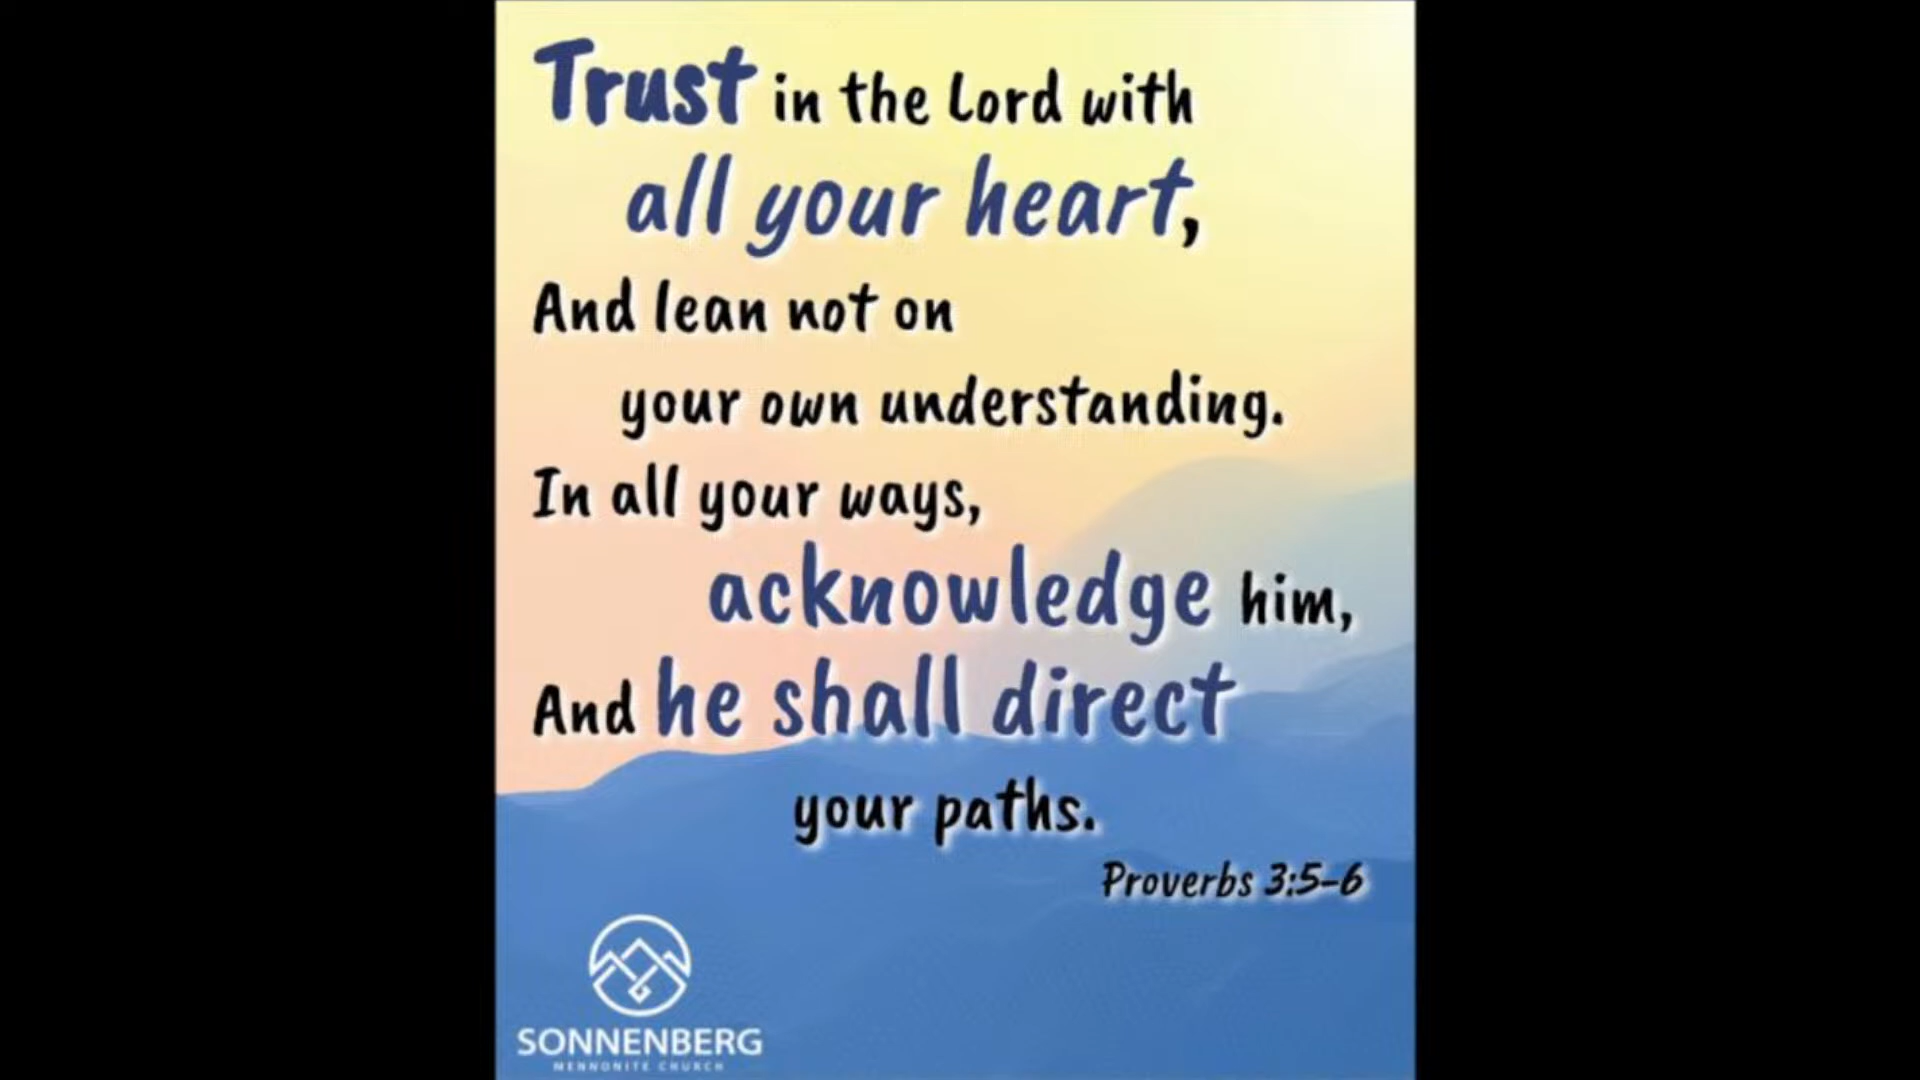 Trust in the Lord with
all your heart,
And lean not on
your own understanding.
In all your ways,
acknowledge him,
And he shall direct
your paths.
Proverbs 3:5-6
SONNENBERG
MENNONITE CHURCH